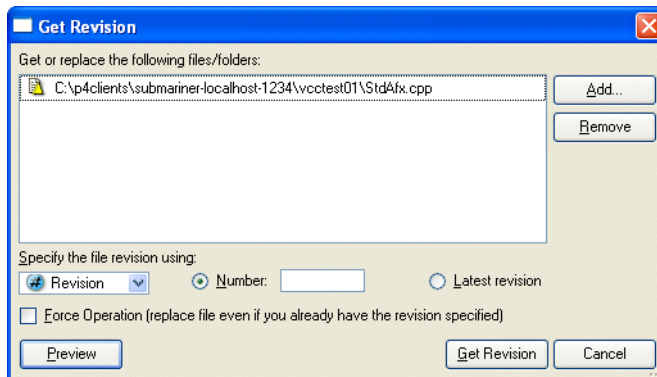 Get Revision
Get or replace the following files/folders:
C:\p4clients\submariner-localhost-1234\vcctest01\StdAfx.cpp
Add...
Remove
Specify the file revision using:
# Revision Number: Latest revision
Force Operation (replace file even if you already have the revision specified)
Preview Get Revision Cancel